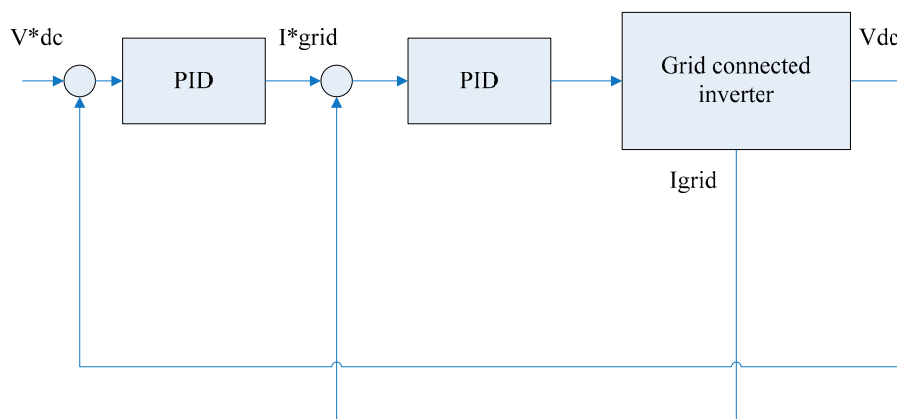 V*dc
PID
I*grid
PID
Grid connected
inverter
Vdc
Igrid